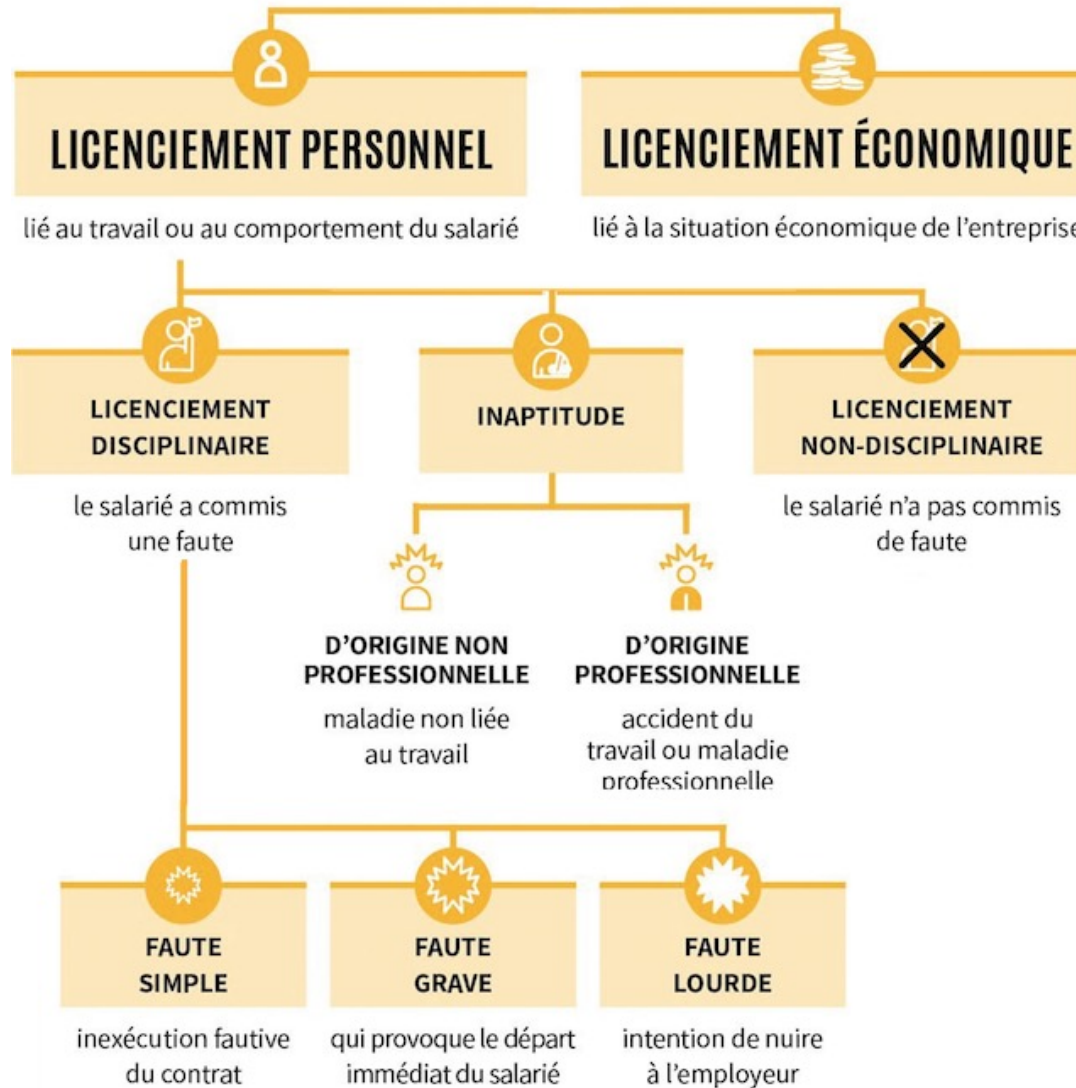 LICENCIEMENT PERSONNEL
lié au travail ou au comportement du salarié
LICENCIEMENT ÉCONOMIQUE
lié à la situation économique de l'entreprise
LICENCIEMENT
DISCIPLINAIRE
le salarié a commis
une faute
INAPTITUDE
LICENCIEMENT
NON-DISCIPLINAIRE
le salarié n'a pas commis
de faute
D'ORIGINE NON
PROFESSIONNELLE
maladie non liée
au travail
D'ORIGINE
PROFESSIONNELLE
accident du
travail ou maladie
professionnelle
FAUTE
SIMPLE
inexécution fautive
du contrat
FAUTE
GRAVE
qui provoque le départ
immédiat du salarié
FAUTE
LOURDE
intention de nuire
à l'employeur